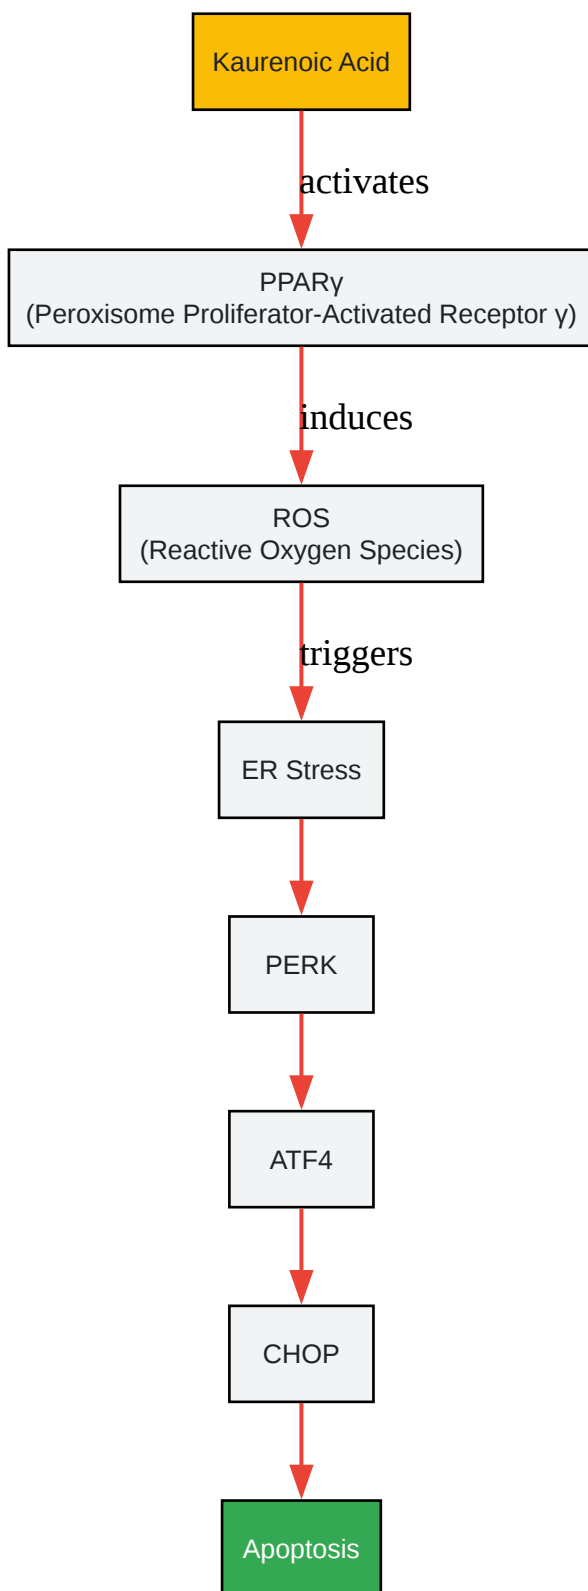 Kaurenoic Acid
activates
PPARγ
(Peroxisome Proliferator-Activated Receptor γ)
induces
ROS
(Reactive Oxygen Species)
triggers
ER Stress
PERK
ATF4
CHOP
Apoptosis